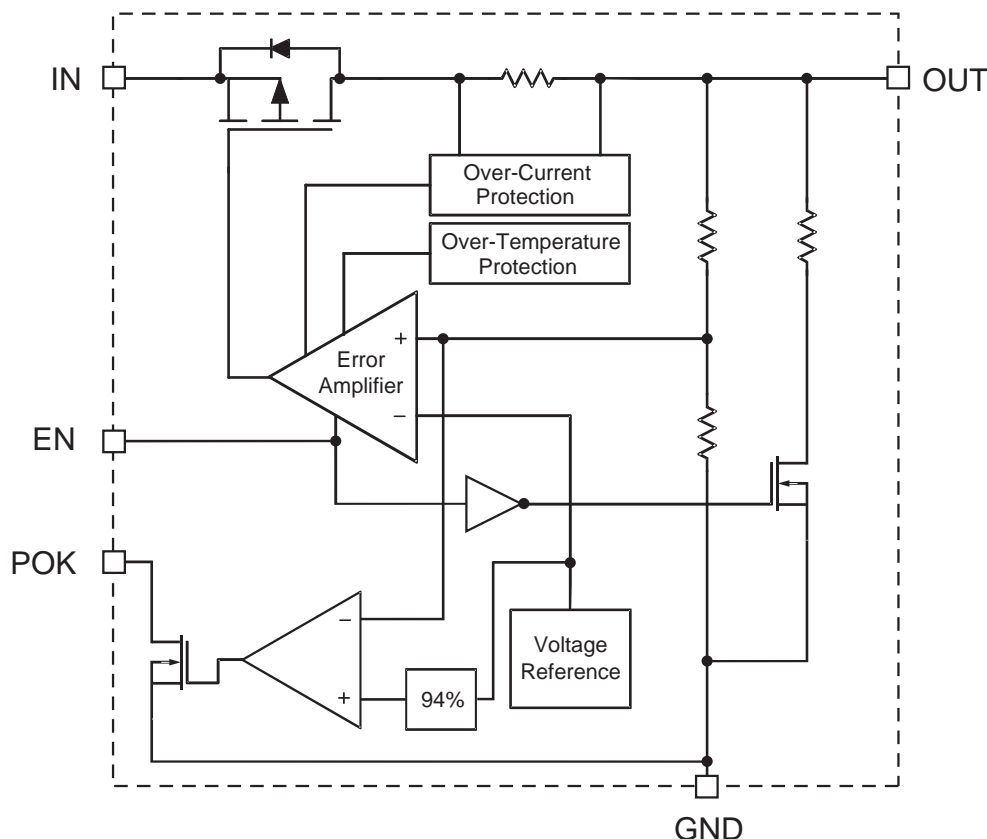 IN
OUT
Over-Current
Protection
Over-Temperature
Protection
+
Error
Amplifier
−
EN
POK
−
Voltage
Reference
+
94%
GND